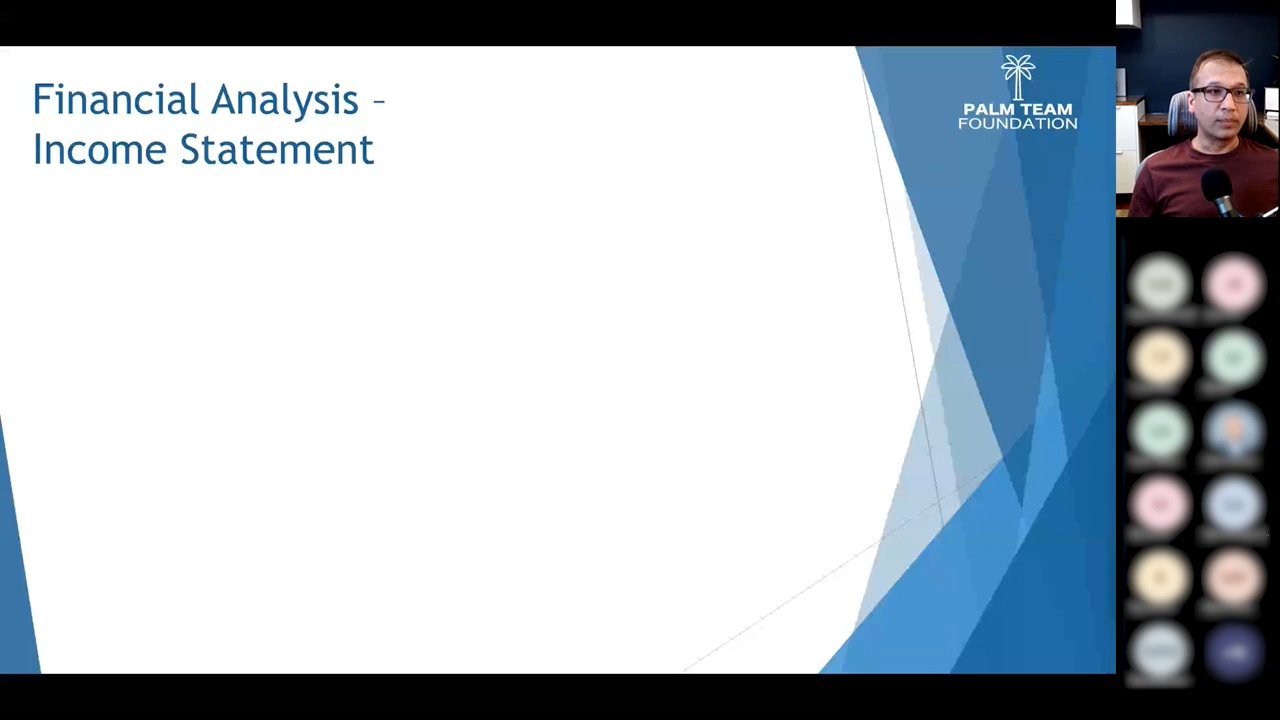 Financial Analysis –
Income Statement
PALM TEAM
FOUNDATION